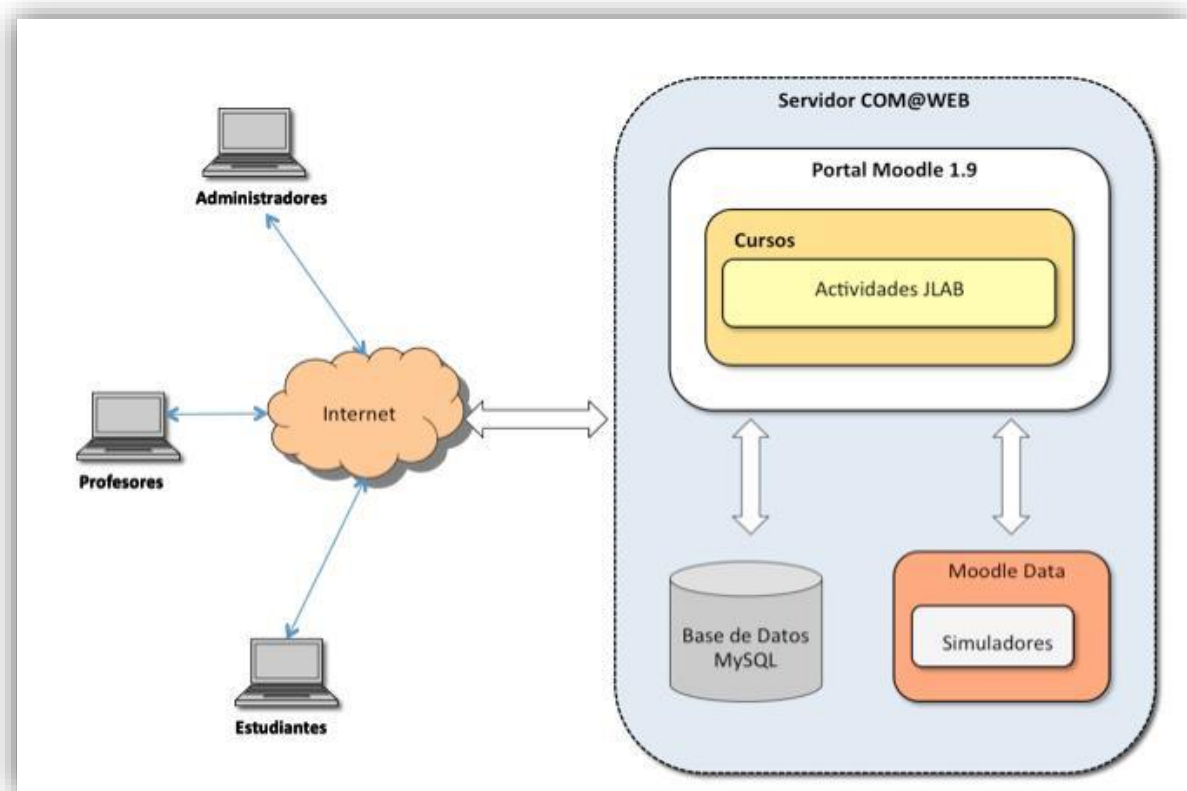 Servidor COM@WEB
Portal Moodle 1.9
Administradores
Cursos
Actividades JLAB
Internet
Profesores
Moodle Data
Base de Datos
MySQL
Simuladores
Estudiantes